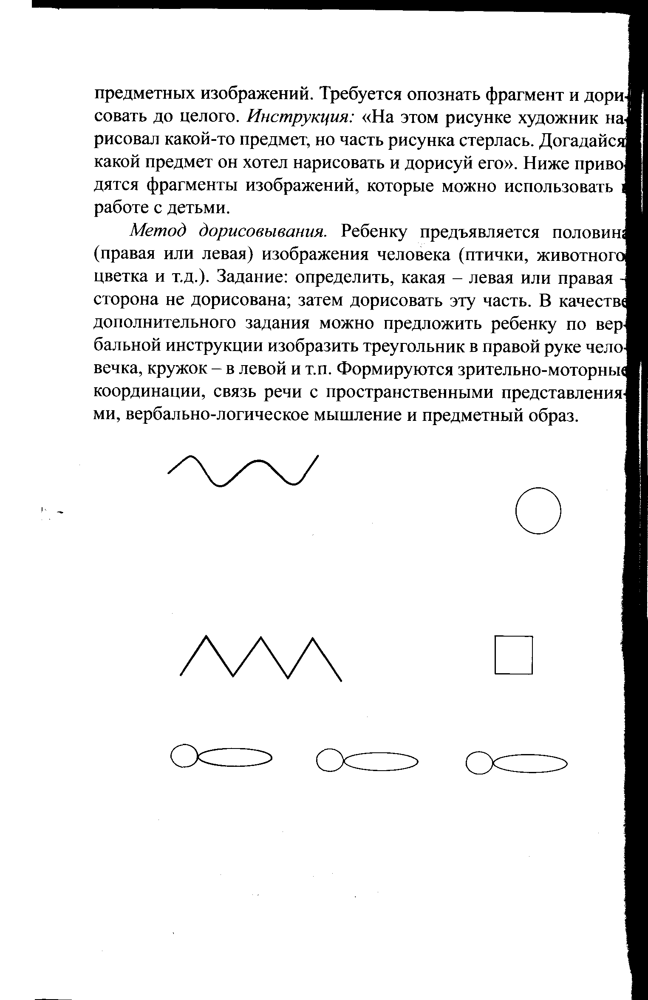 предметных изображений. Требуется опознать фрагмент и дори-
совать до целого. Инструкция: «На этом рисунке художник на-
рисовал какой-то предмет, но часть рисунка стерлась. Догадайся
какой предмет он хотел нарисовать и дорисуй его». Ниже приво-
дятся фрагменты изображений, которые можно использовать
работе с детьми.
Метод дорисовывания. Ребенку предъявляется половина
(правая или левая) изображения человека (птички, животного
цветка и т.д.). Задание: определить, какая – левая или правая –
сторона не дорисована; затем дорисовать эту часть. В качестве
дополнительного задания можно предложить ребенку по вер-
бальной инструкции изобразить треугольник в правой руке чело-
вечка, кружок – в левой и т.п. Формируются зрительно-моторные
координации, связь речи с пространственными представления-
ми, вербально-логическое мышление и предметный образ.